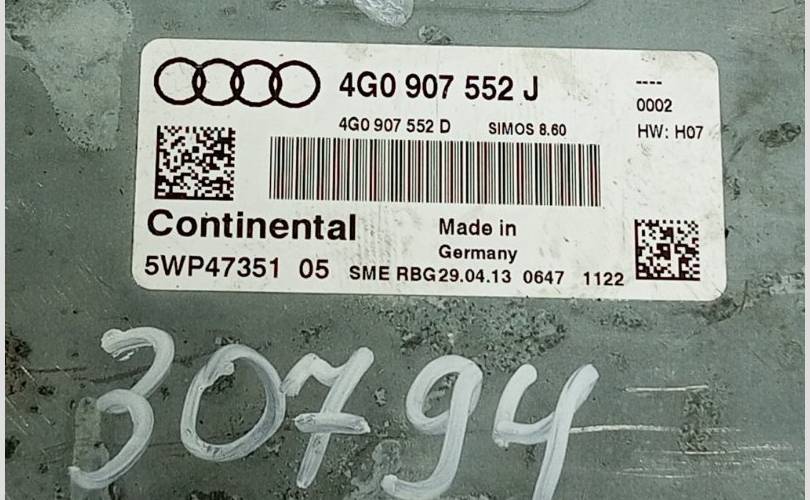 4G0 907 552 J
----
0002
4G0 907 552 D SIMOS 8.60
HW: H07
Continental
Made in
Germany
5WP47351 05 SME RBG29.04.13 0647 1122
30794